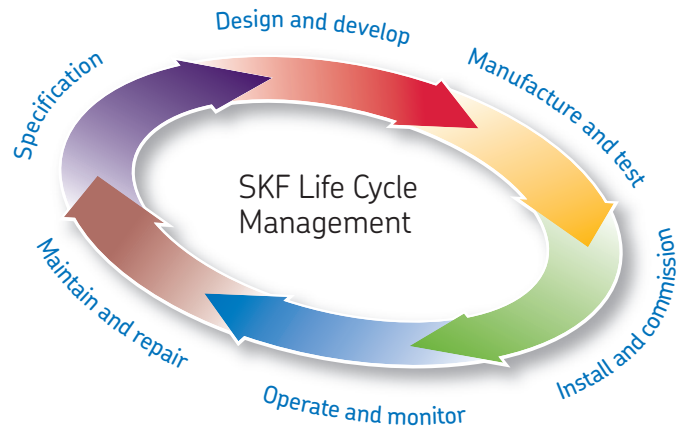 Design and develop
Manufacture and test
Specification
SKF Life Cycle
Management
Install and commission
Maintain and repair
Operate and monitor